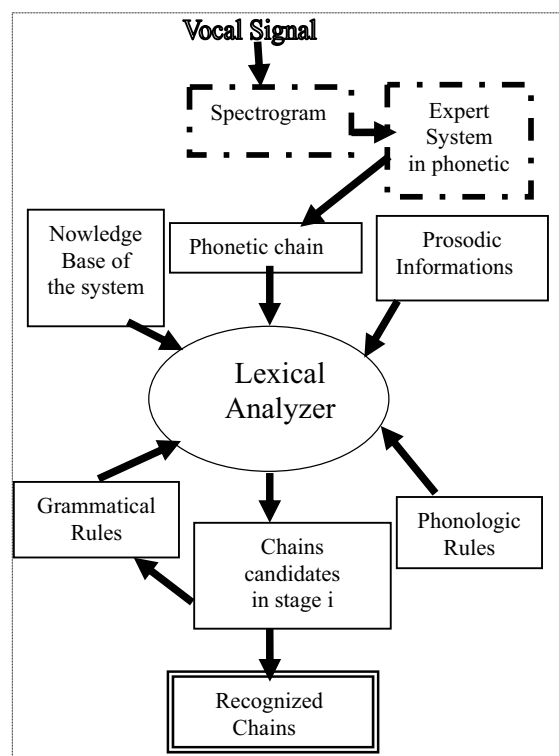 Vocal Signal
Spectrogram
Expert
System
in phonetic
Nowledge
Base of
the system
Phonetic chain
Prosodic
Informations
Lexical
Analyzer
Grammatical
Rules
Chains
candidates
in stage i
Phonologic
Rules
Recognized
Chains